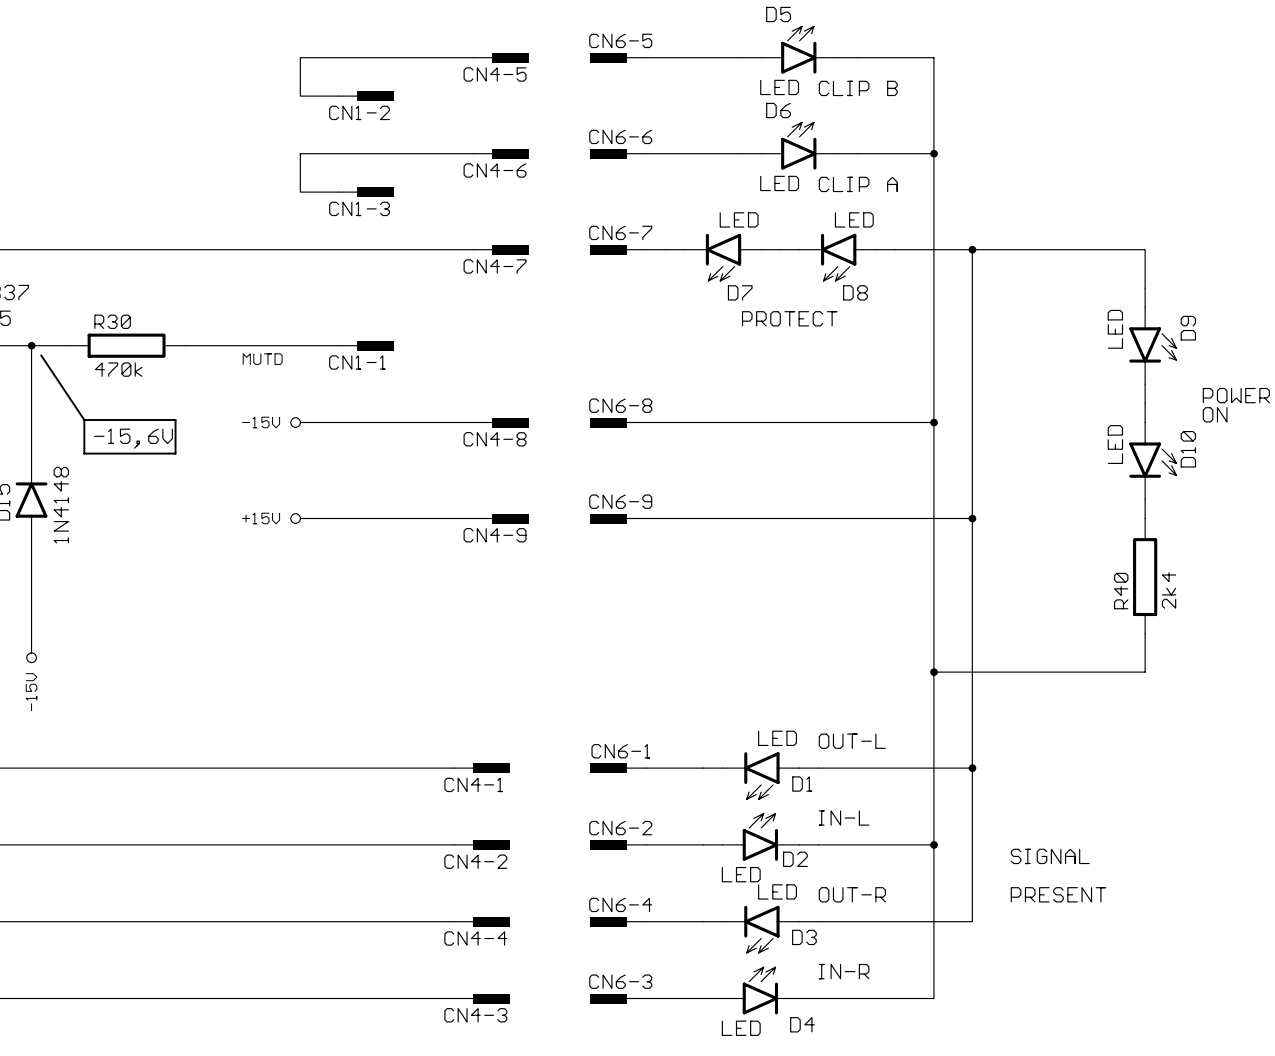 D5
CN6-5
CN4-5
LED CLIP B
CN1-2
D6
CN6-6
CN4-6
LED CLIP A
CN1-3
LED
LED
CN6-7
CN4-7
D7
D8
337
5
PROTECT
R30
LED
D9
MUTD
CN1-1
470k
POWER
ON
CN6-8
-15V
CN4-8
-15,6V
LED
D10
D15
1N4148
CN6-9
+15V
CN4-9
R40
2k4
-15V
LED OUT-L
CN6-1
CN4-1
D1
IN-L
CN6-2
CN4-2
D2
LED
SIGNAL
PRESENT
LED OUT-R
CN6-4
CN4-4
D3
IN-R
CN6-3
CN4-3
LED
D4